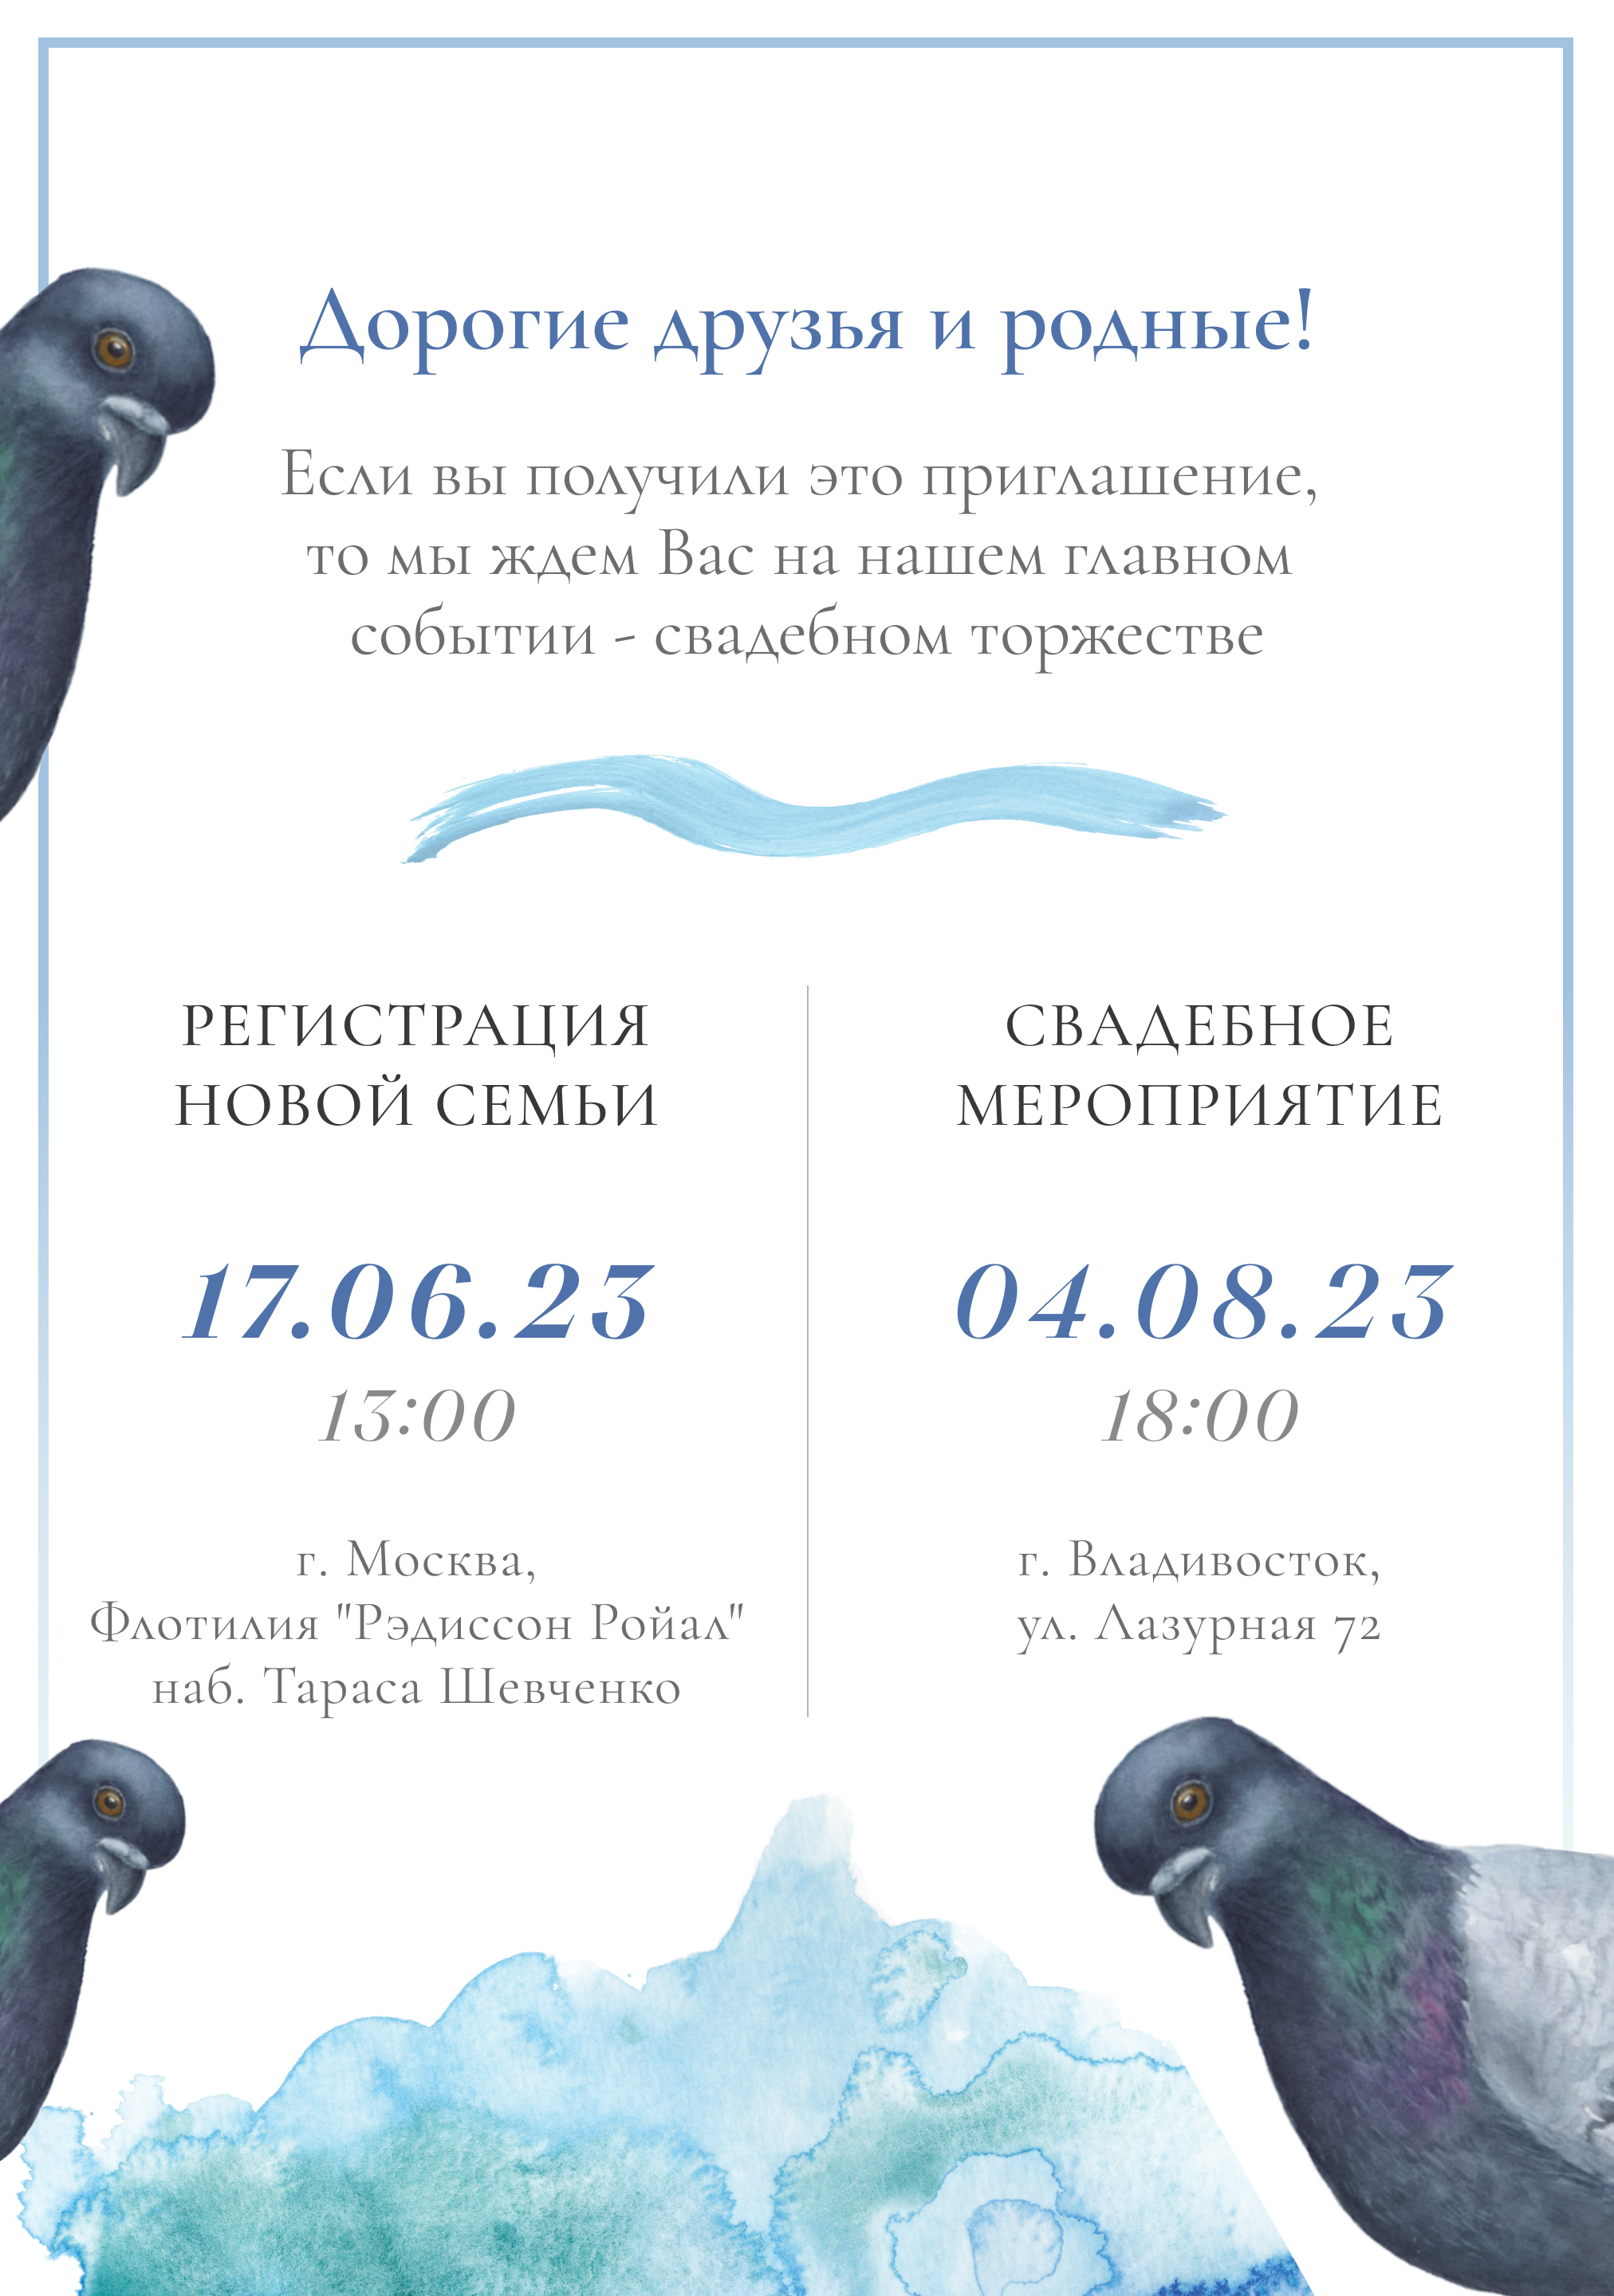 Дорогие друзья и родные!
Если вы получили это приглашение,
то мы ждем Вас на нашем главном
событии - свадебном торжестве
РЕГИСТРАЦИЯ
НОВОЙ СЕМЬИ
17.06.23
13:00
г. Москва,
Флотилия "Рэдиссон Ройал"
наб. Тараса Шевченко
СВАДЕБНОЕ
МЕРОПРИЯТИЕ
04.08.23
18:00
г. Владивосток,
ул. Лазурная 72